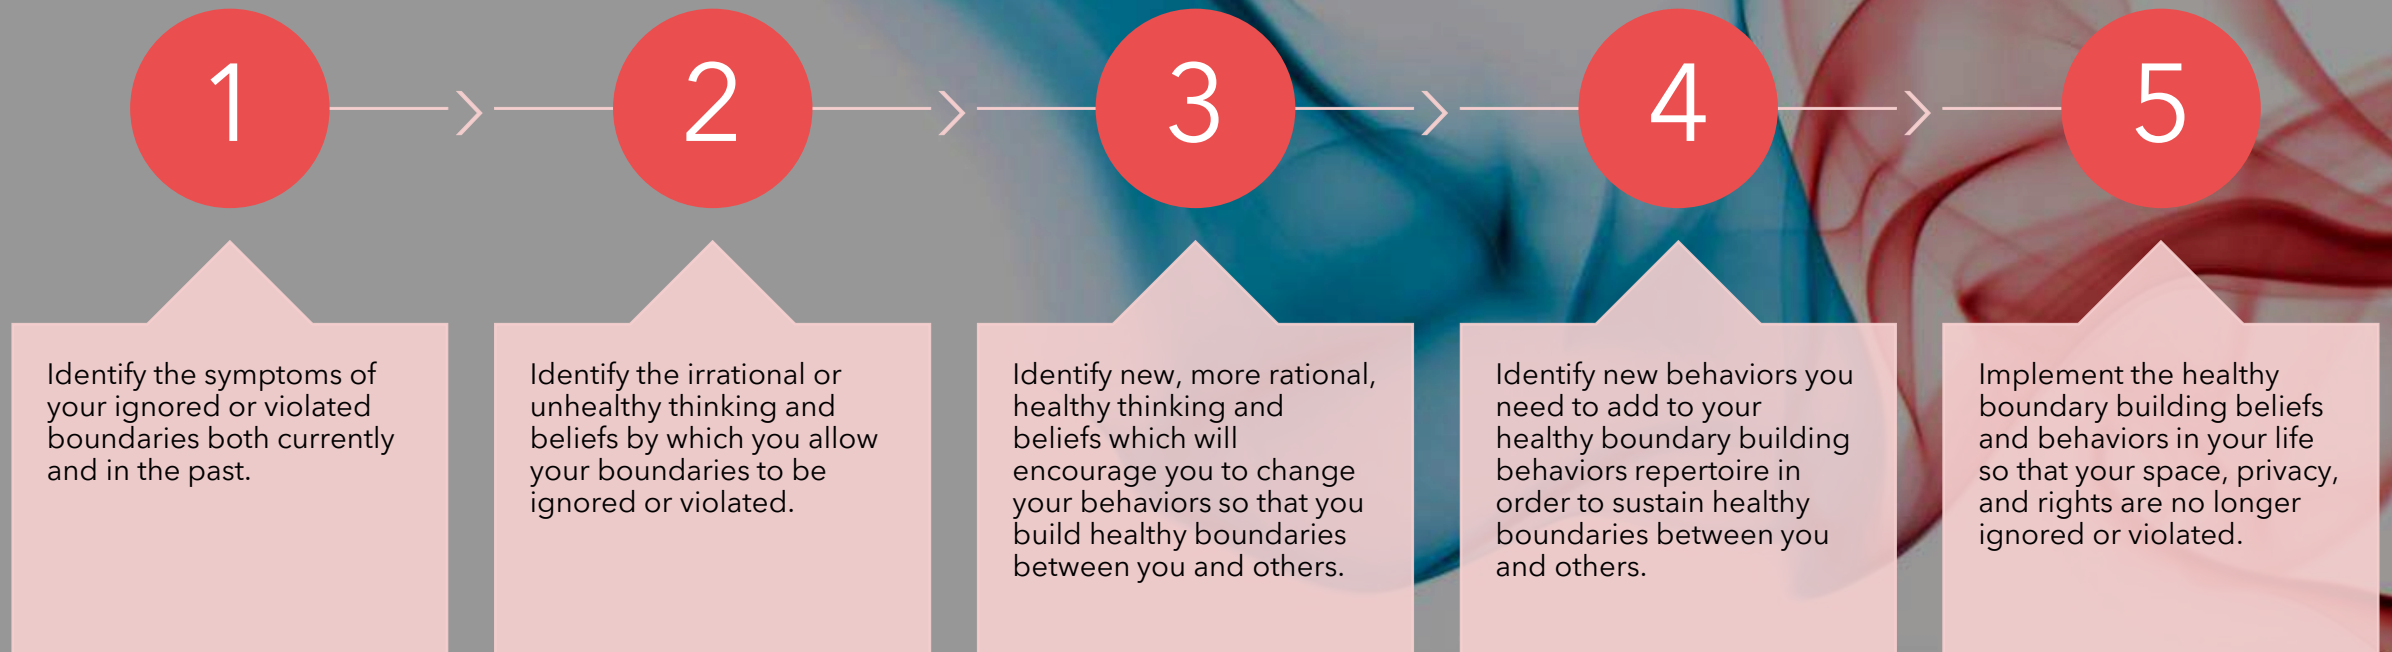 1
Identify the symptoms of
your ignored or violated
boundaries both currently
and in the past.
2
Identify the irrational or
unhealthy thinking and
beliefs by which you allow
your boundaries to be
ignored or violated.
3
Identify new, more rational,
healthy thinking and
beliefs which will
encourage you to change
your behaviors so that you
build healthy boundaries
between you and others.
4
Identify new behaviors you
need to add to your
healthy boundary building
behaviors repertoire in
order to sustain healthy
boundaries between you
and others.
5
Implement the healthy
boundary building beliefs
and behaviors in your life
so that your space, privacy,
and rights are no longer
ignored or violated.